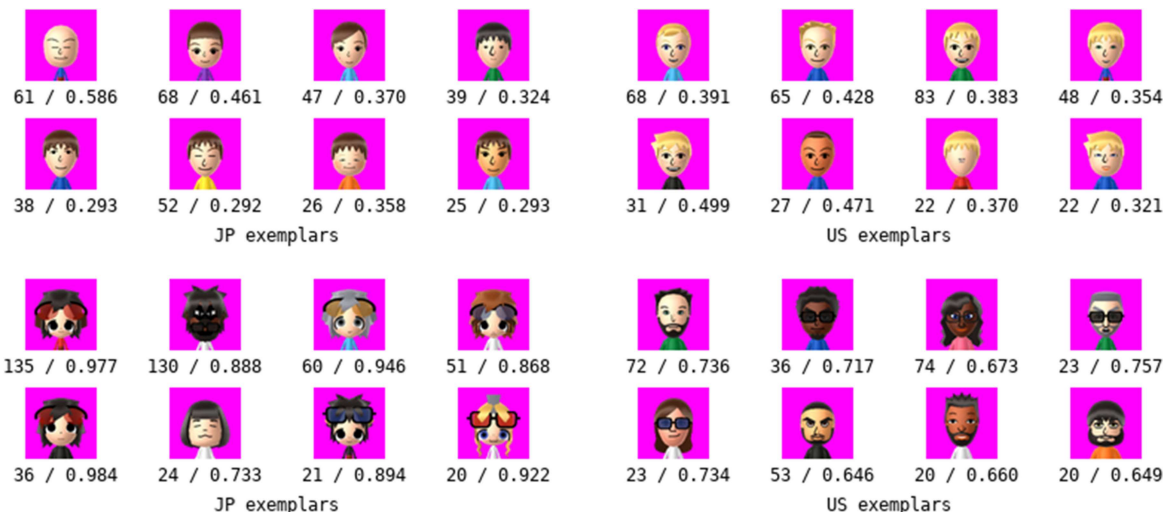 61 / 0.586 68 / 0.461 47 / 0.370 39 / 0.324 68 / 0.391 65 / 0.428 83 / 0.383 48 / 0.354
38 / 0.293 52 / 0.292 26 / 0.358 25 / 0.293 31 / 0.499 27 / 0.471 22 / 0.370 22 / 0.321
JP exemplars US exemplars
135 / 0.977 130 / 0.888 60 / 0.946 51 / 0.868 72 / 0.736 36 / 0.717 74 / 0.673 23 / 0.757
36 / 0.984 24 / 0.733 21 / 0.894 20 / 0.922 23 / 0.734 53 / 0.646 20 / 0.660 20 / 0.649
JP exemplars US exemplars